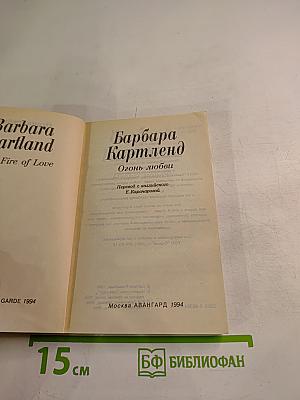 Barbara
Cartland
Fire of Love
GARDE 1994
Барбара
Картленд
Огонь любви
Перевод с английского
Москва АВАНГАРД 1994
15 см
БФ БИБЛИОФАН